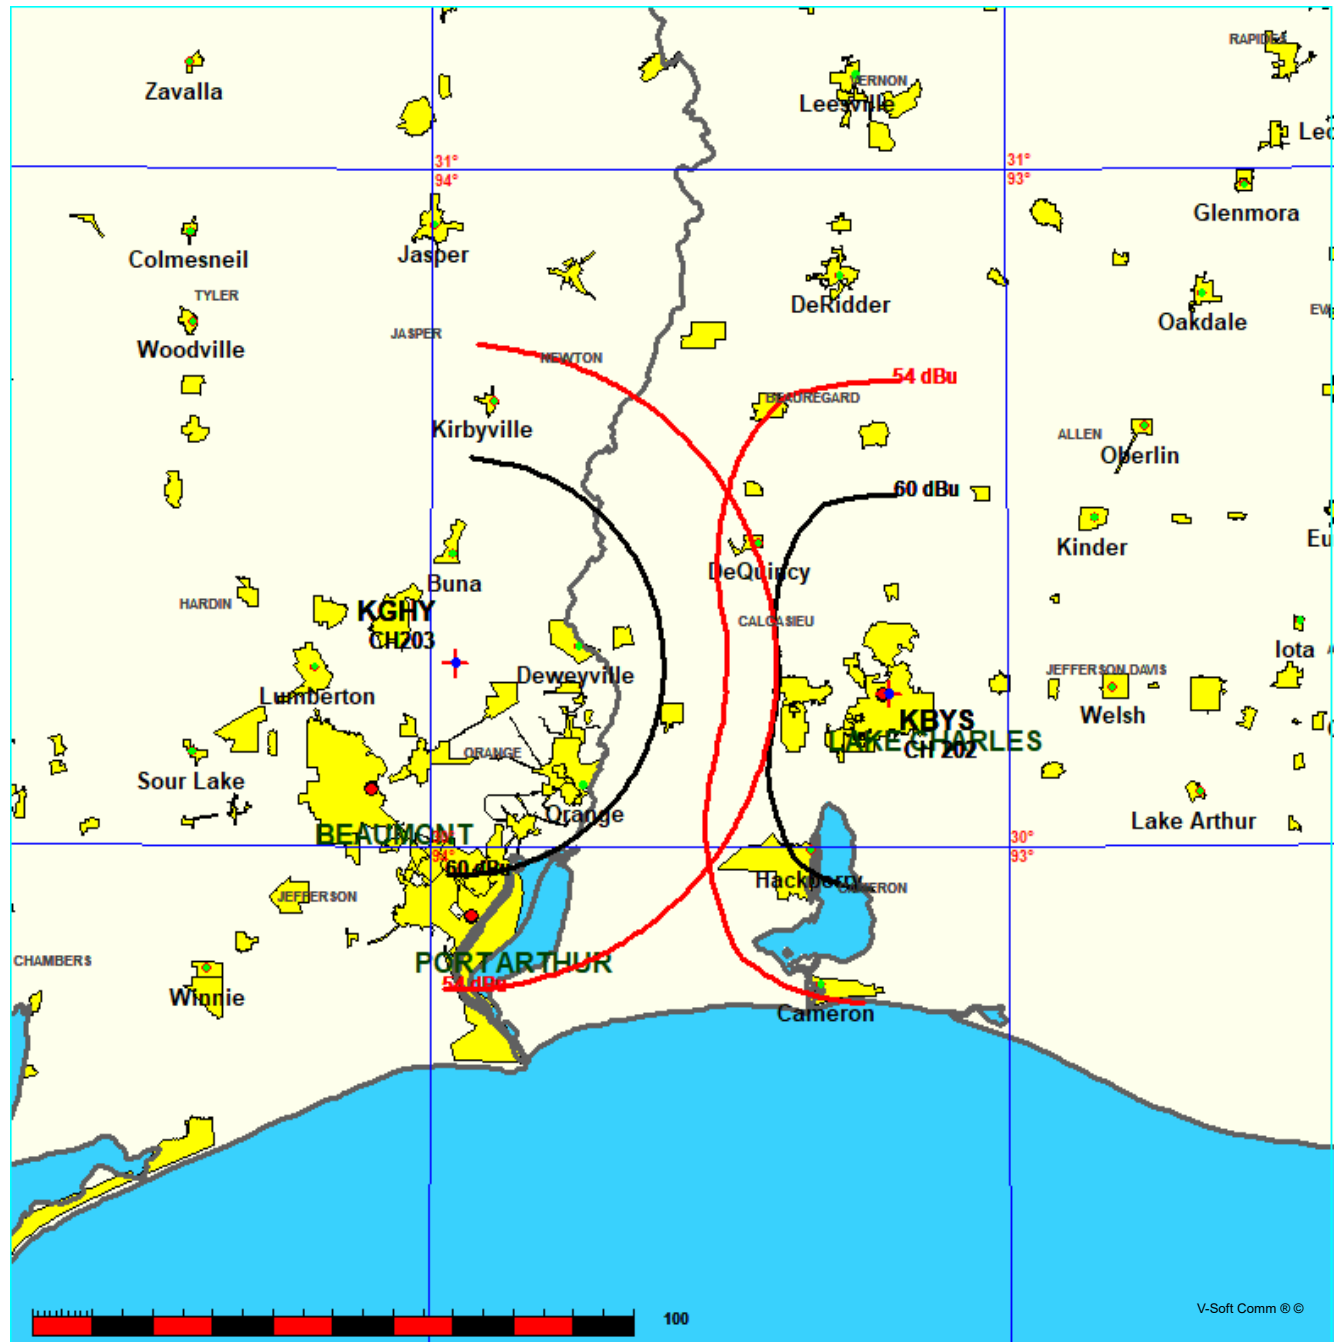 RAPIDES
Zavalla
VERNON
Leesville
Leo
31°
94°
31°
93°
Glenmora
Colmesneil
Jasper
TYLER
DeRidder
Woodville
JASPER
NEWTON
Oakdale
EVA
54 dBu
BEAUREGARD
Kirbyville
ALLEN
Oberlin
60 dBu
Kinder
Eu
DeQuincy
Buna
HARDIN
KGHY
CH203
CALCASIEU
Iota
Deweyville
JEFFERSON DAVIS
Lumberton
Welsh
KBYS
LAKE CHARLES
CH 202
ORANGE
Sour Lake
Orange
Lake Arthur
BEAUMONT
30°
94°
30°
93°
60 dBu
Hackberry
CAMERON
JEFFERSON
CHAMBERS
PORT ARTHUR
54 dBu
Winnie
Cameron
100
V-Soft Comm ® ©